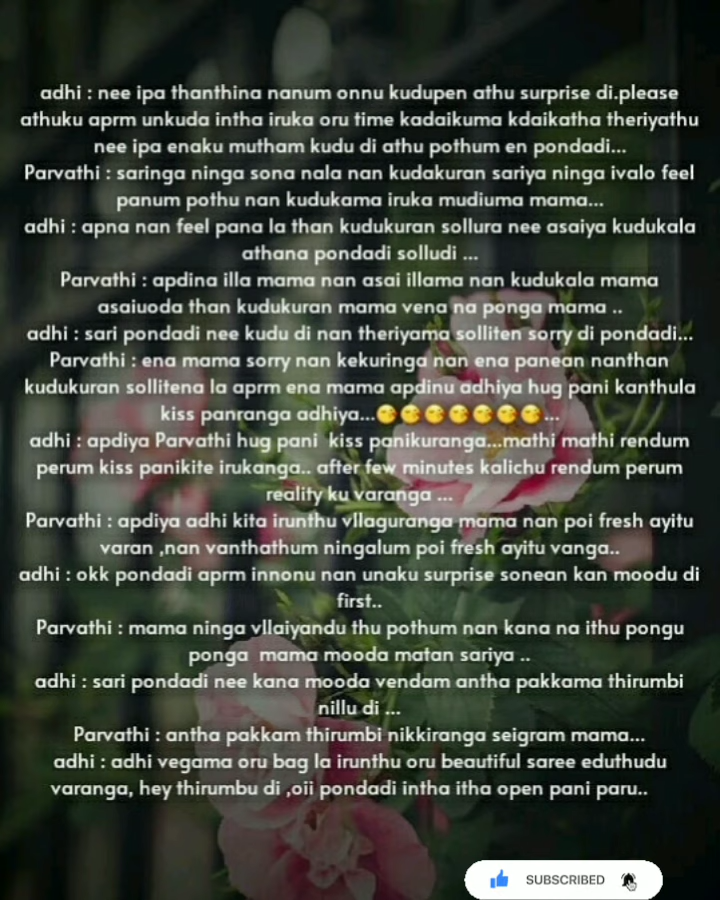 adhi : nee ipa thanthina nanum onnu kudupen athu surprise di.please
athuku aprm unkuda intha iruka oru time kadaikuma kdaikatha theriyathu
nee ipa enaku mutham kudu di athu pothum en pondadi...
Parvathi : saringa ninga sona nala nan kudakuran sariya ninga ivalo feel
panum pothu nan kudukama iruka mudiuma mama...
adhi : apna nan feel pana la than kudukuran sollura nee asaiya kudukala
athana pondadi solludi ...
Parvathi : apdina illa mama nan asai illama nan kudukala mama
asaiuoda than kudukuran mama vena na ponga mama ..
adhi : sari pondadi nee kudu di nan theriyama solliten sorry di pondadi...
Parvathi : ena mama sorry nan kekuringa nan ena panean nanthan
kudukuran sollitena la aprm ena mama apdinu adhiya hug pani kanthula
kiss panranga adhiya...😗😗😗😗😗😗😗...
adhi : apdiya Parvathi hug pani kiss panikuranga...mathi mathi rendum
perum kiss panikite irukanga.. after few minutes kalichu rendum perum
reality ku varanga ...
Parvathi : apdiya adhi kita irunthu vllaguranga mama nan poi fresh ayitu
varan ,nan vanthathum ningalum poi fresh ayitu vanga..
adhi : okk pondadi aprm innonu nan unaku surprise sonean kan moodu di
first..
Parvathi : mama ninga vllaiyandu thu pothum nan kana na ithu pongu
ponga mama mooda matan sariya ..
adhi : sari pondadi nee kana mooda vendam antha pakkama thirumbi
nillu di ...
Parvathi : antha pakkam thirumbi nikkiranga seigram mama...
adhi : adhi vegama oru bag la irunthu oru beautiful saree eduthudu
varanga, hey thirumbu di ,oii pondadi intha itha open pani paru..
SUBSCRIBED